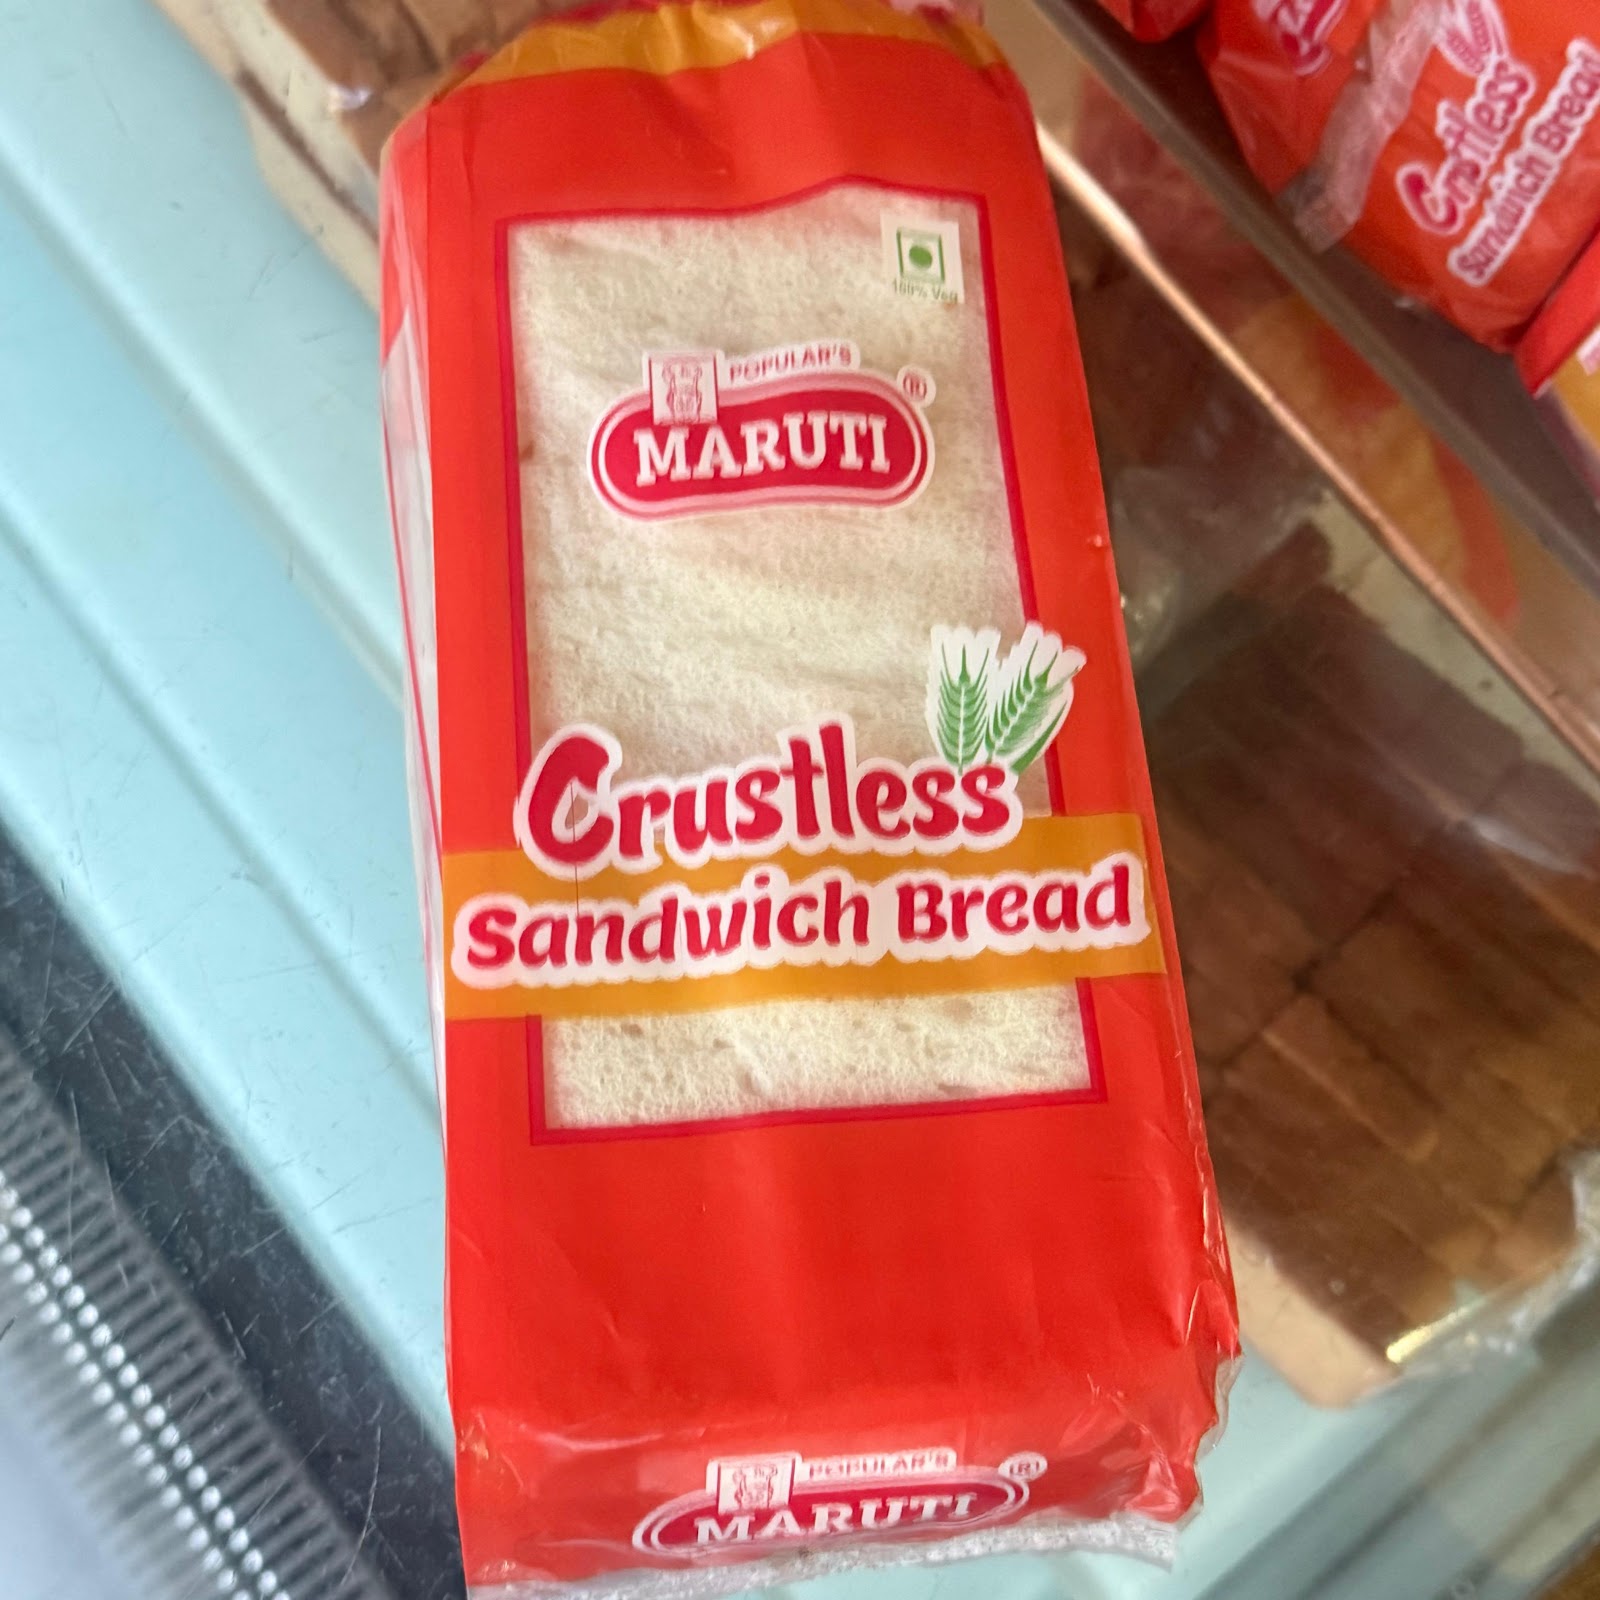 100% Veg
POPULAR'S
MARUTI
®
Crustless
Sandwich Bread
POPULAR'S
MARUTI
®
Crustless
Sandwich Bread